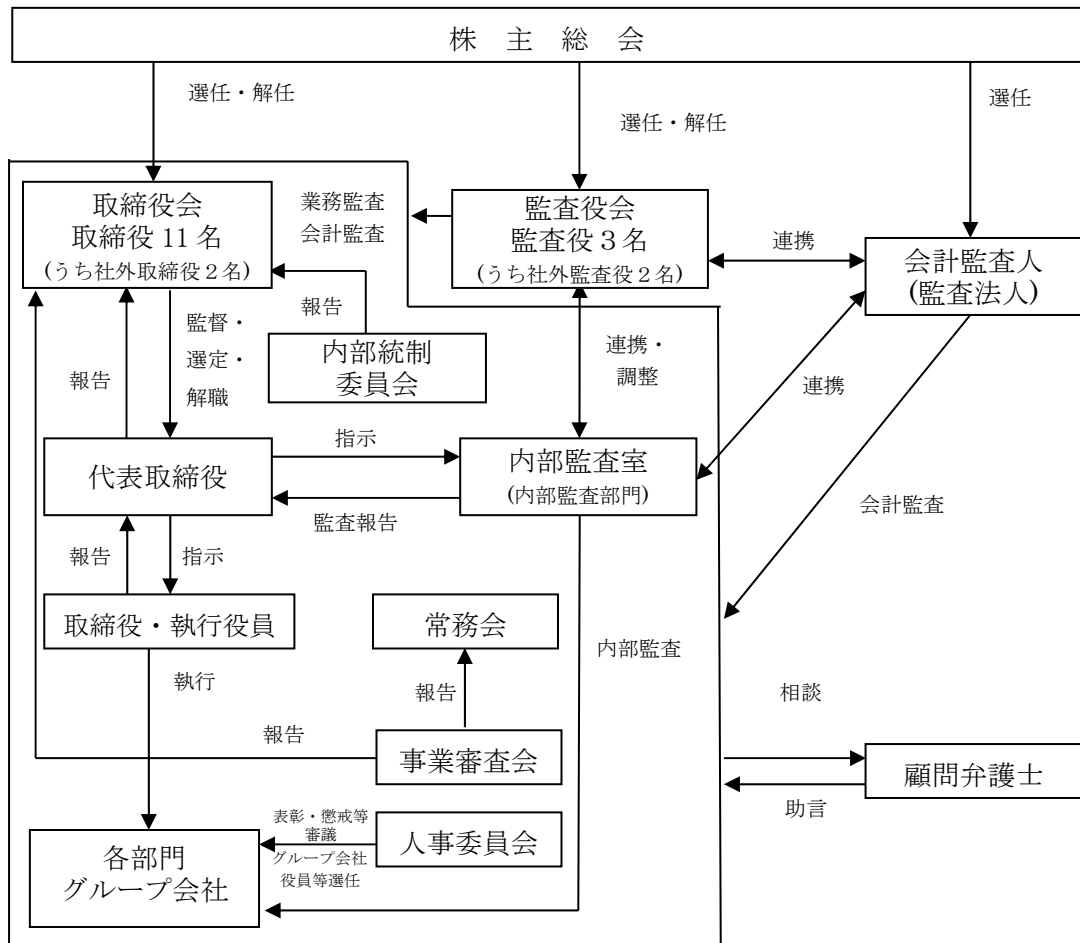 株　主　総　会
選任・解任
選任・解任
選任
取締役会
取締役 11 名
(うち社外取締役２名)
業務監査
会計監査
監査役会
監査役３名
(うち社外監査役２名)
連携
会計監査人
(監査法人)
報告
内部統制
委員会
監督・
選定・
解職
報告
連携・
調整
連携
代表取締役
指示
監査報告
内部監査室
(内部監査部門)
会計監査
報告
指示
取締役・執行役員
常務会
内部監査
執行
報告
相談
報告
事業審査会
顧問弁護士
助言
表彰・懲戒等
審議
グループ会社
役員等選任
人事委員会
各部門
グループ会社